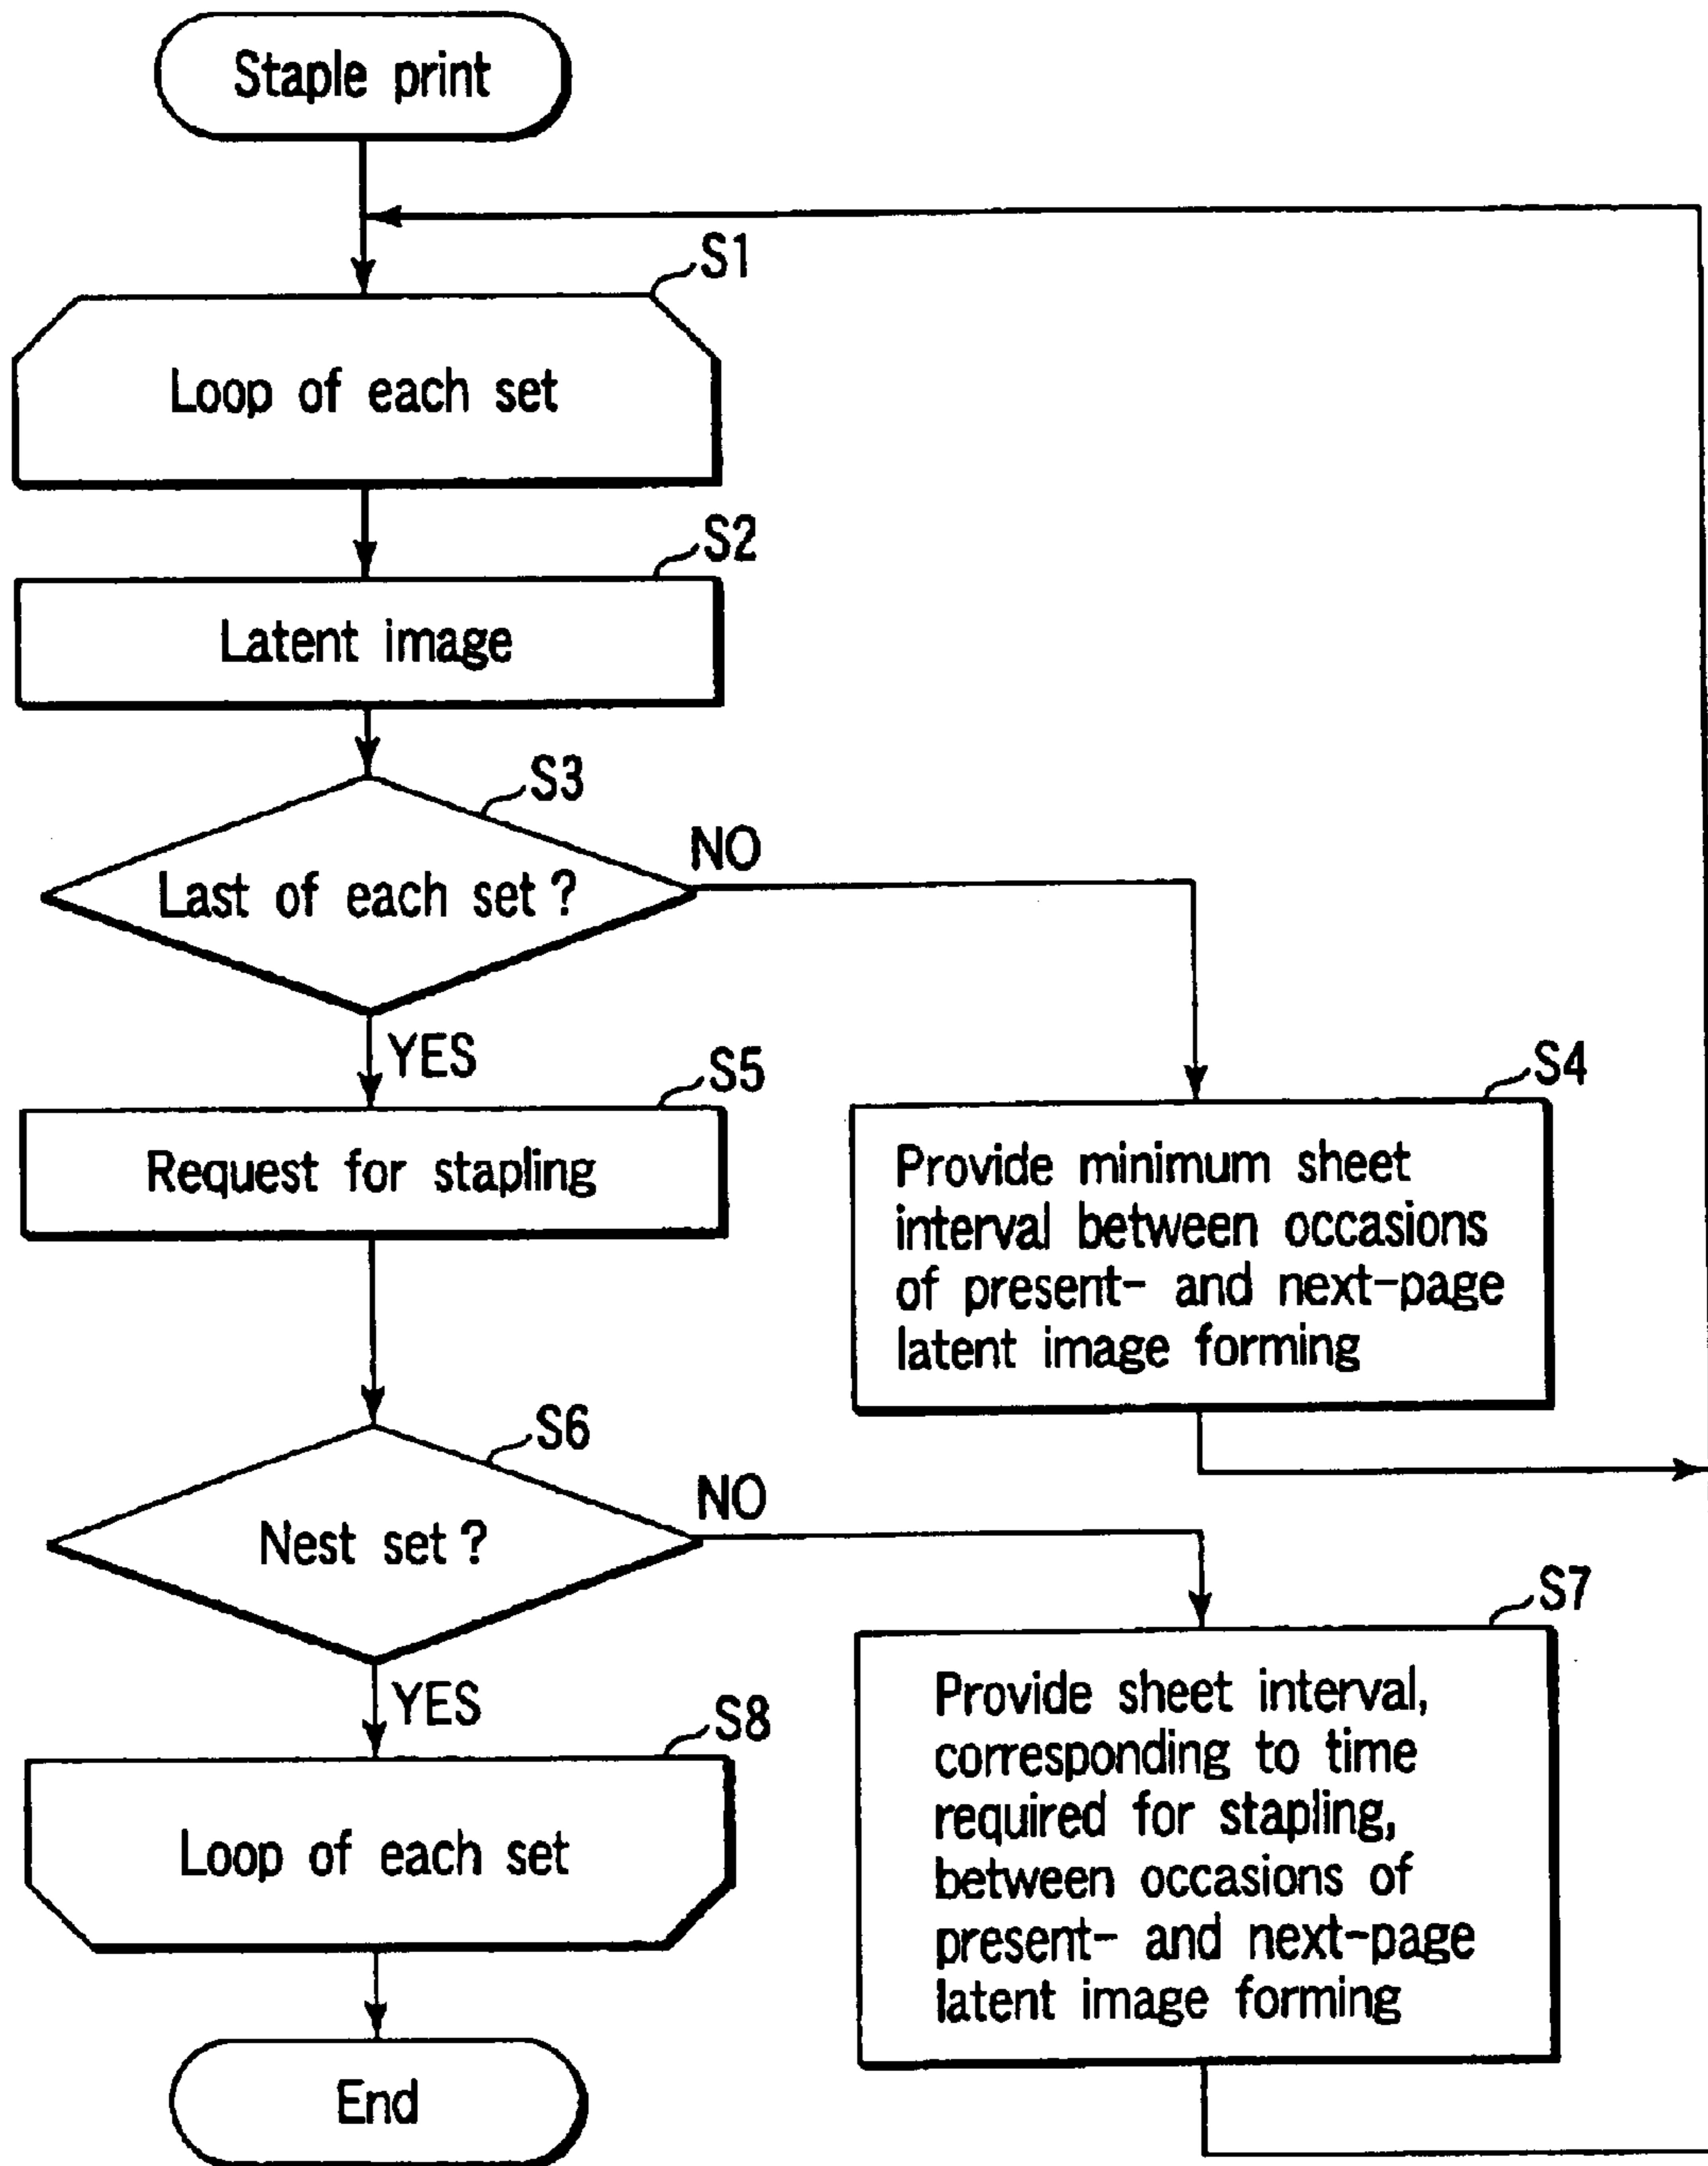 Staple print
S1
Loop of each set
S2
Latent image
S3
Last of each set ?
NO
YES
S5
Request for stapling
S4
Provide minimum sheet
interval between occasions
of present- and next-page
latent image forming
S6
Nest set ?
NO
YES
S7
Provide sheet interval,
corresponding to time
required for stapling,
between occasions of
present- and next-page
latent image forming
S8
Loop of each set
End